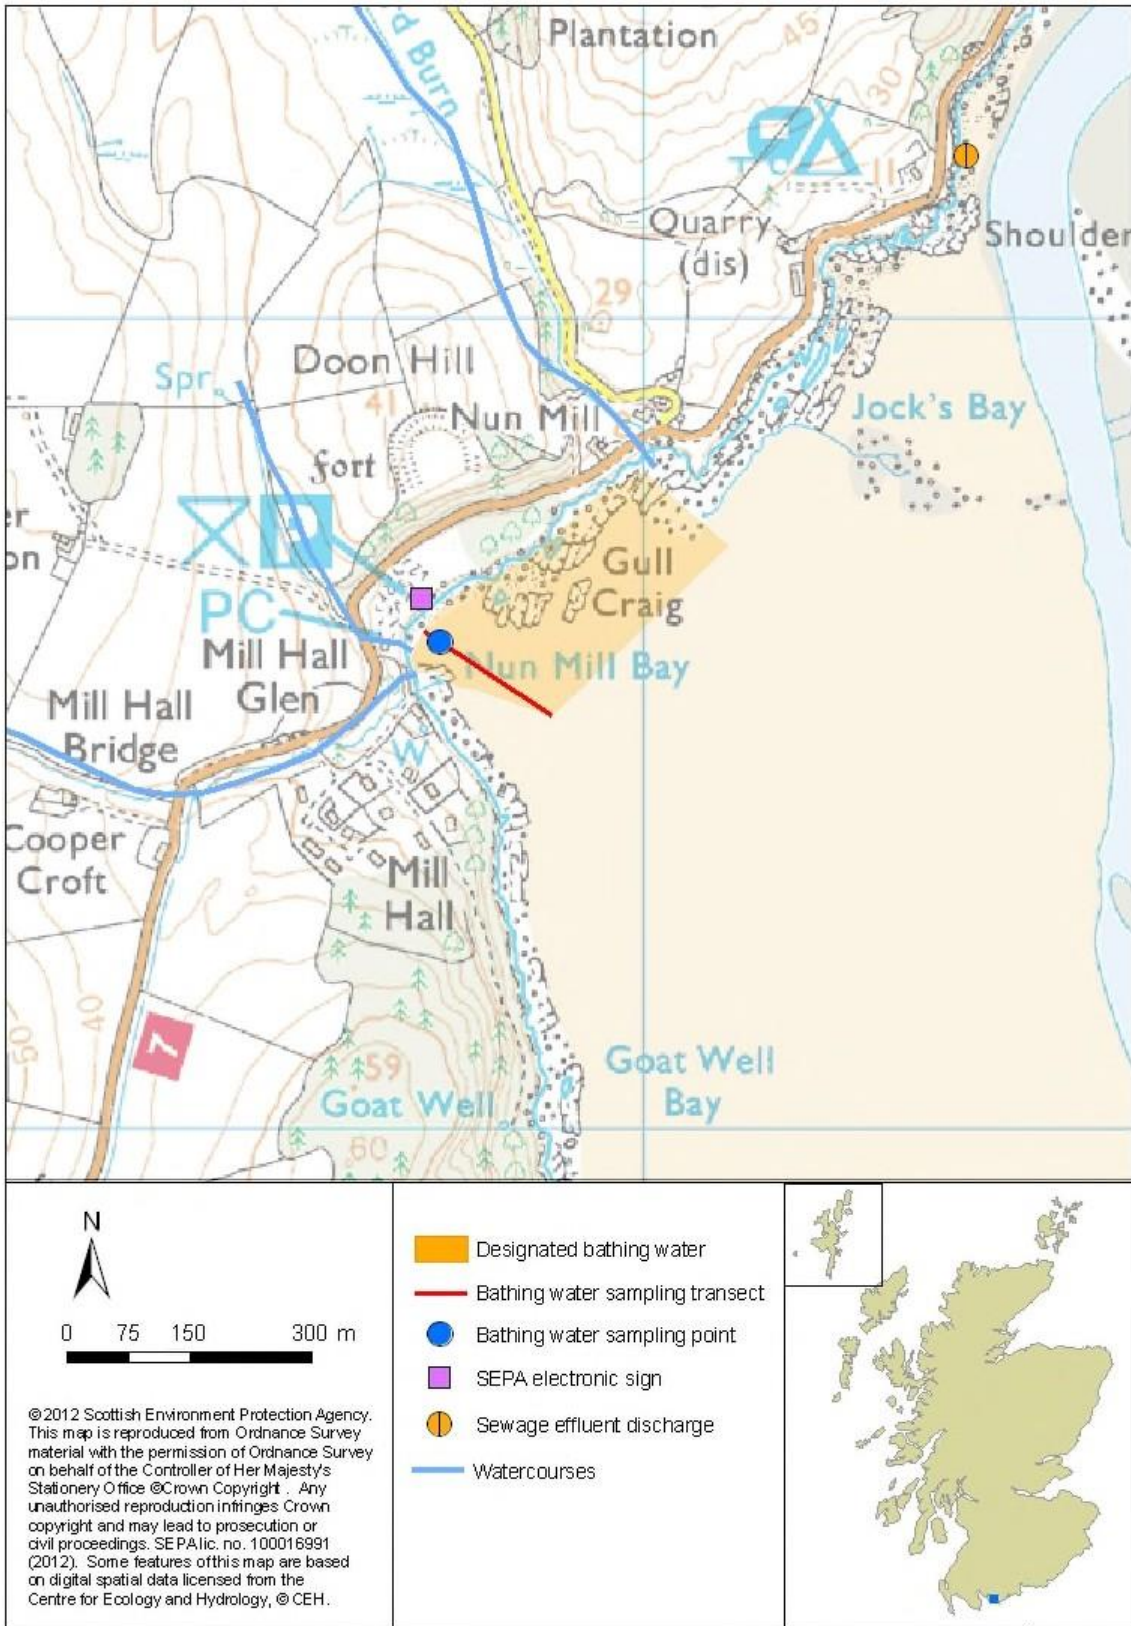 Plantation
45
d Burn
30
11
Quarry
(dis)
Shoulder
29
Doon Hill
Spr
41
Nun Mill
Jock's Bay
fort
er
on
Gull
Craig
PC
Mill Hall
Glen
Nun Mill Bay
Mill Hall
Bridge
W
Cooper
Croft
Mill
Hall
40
50
7
59
Goat Well
Goat Well
Bay
60
N
0 75 150 300 m
©2012 Scottish Environment Protection Agency.
This map is reproduced from Ordnance Survey
material with the permission of Ordnance Survey
on behalf of the Controller of Her Majesty's
Stationery Office ©Crown Copyright . Any
unauthorised reproduction infringes Crown
copyright and may lead to prosecution or
civil proceedings. SEPA lic. no. 100016991
(2012). Some features of this map are based
on digital spatial data licensed from the
Centre for Ecology and Hydrology, © CEH.
Designated bathing water
Bathing water sampling transect
Bathing water sampling point
SEPA electronic sign
Sewage effluent discharge
Watercourses